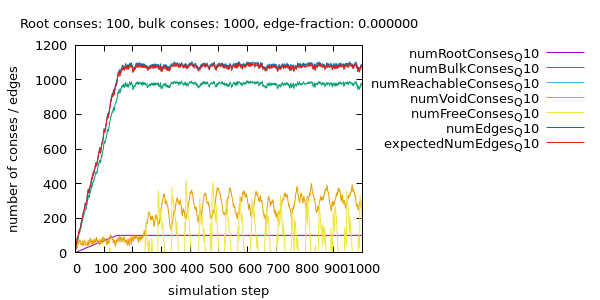 Root conses: 100, bulk conses: 1000, edge-fraction: 0.000000
number of conses / edges
1200
1000
800
600
400
200
0
0 100 200 300 400 500 600 700 800 900 1000
simulation step
numRootConsesQ10
numBulkConsesQ10
numReachableConsesQ10
numVoidConsesQ10
numFreeConsesQ10
numEdgesQ10
expectedNumEdgesQ10